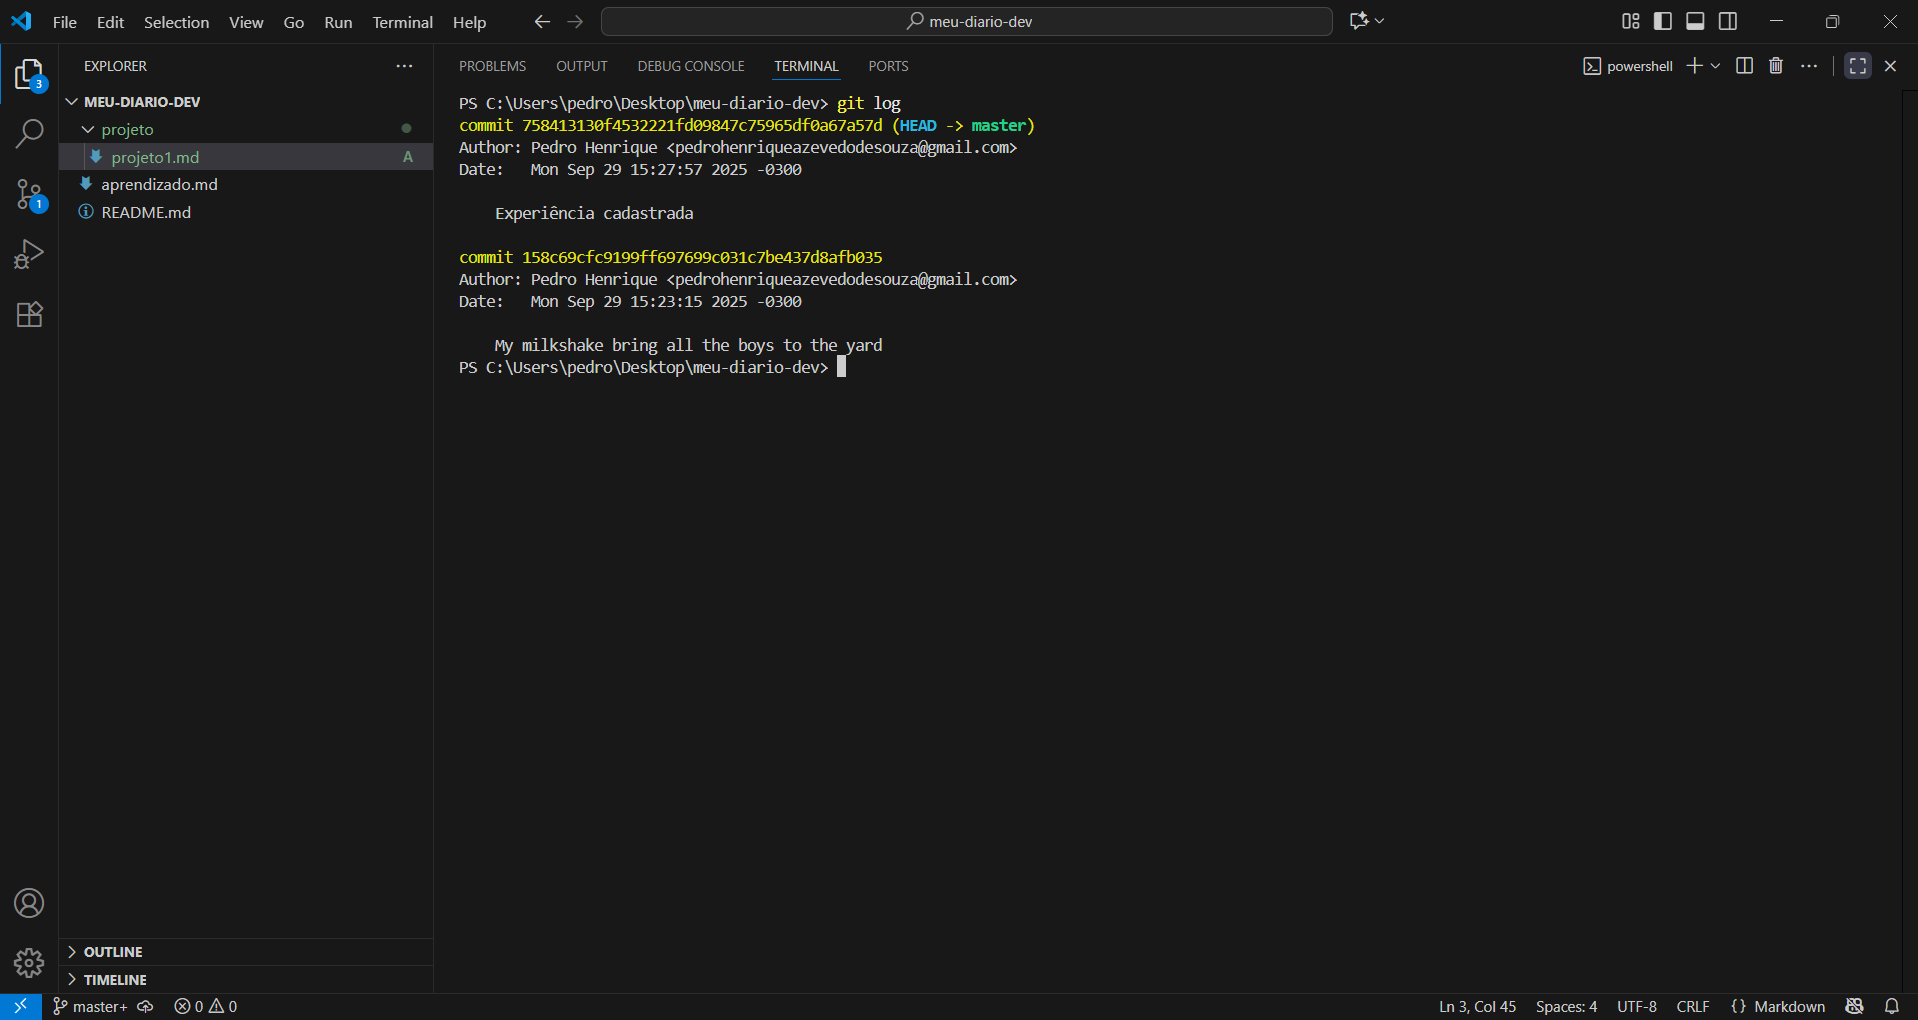 File Edit Selection View Go Run Terminal Help
meu-diario-dev
EXPLORER
3
MEU-DIARIO-DEV
projeto
projeto1.md A
aprendizado.md
1
README.md
PROBLEMS OUTPUT DEBUG CONSOLE TERMINAL PORTS
powershell
PS C:\Users\pedro\Desktop\meu-diario-dev> git log
commit 758413130f4532221fd09847c75965df0a67a57d (HEAD -> master)
Author: Pedro Henrique <pedrohenriqueazevedodesouza@gmail.com>
Date:   Mon Sep 29 15:27:57 2025 -0300
Experiência cadastrada
commit 158c69cfc9199ff697699c031c7be437d8afb035
Author: Pedro Henrique <pedrohenriqueazevedodesouza@gmail.com>
Date:   Mon Sep 29 15:23:15 2025 -0300
My milkshake bring all the boys to the yard
PS C:\Users\pedro\Desktop\meu-diario-dev>
OUTLINE
TIMELINE
master+ 0 0
Ln 3, Col 45 Spaces: 4 UTF-8 CRLF {} Markdown